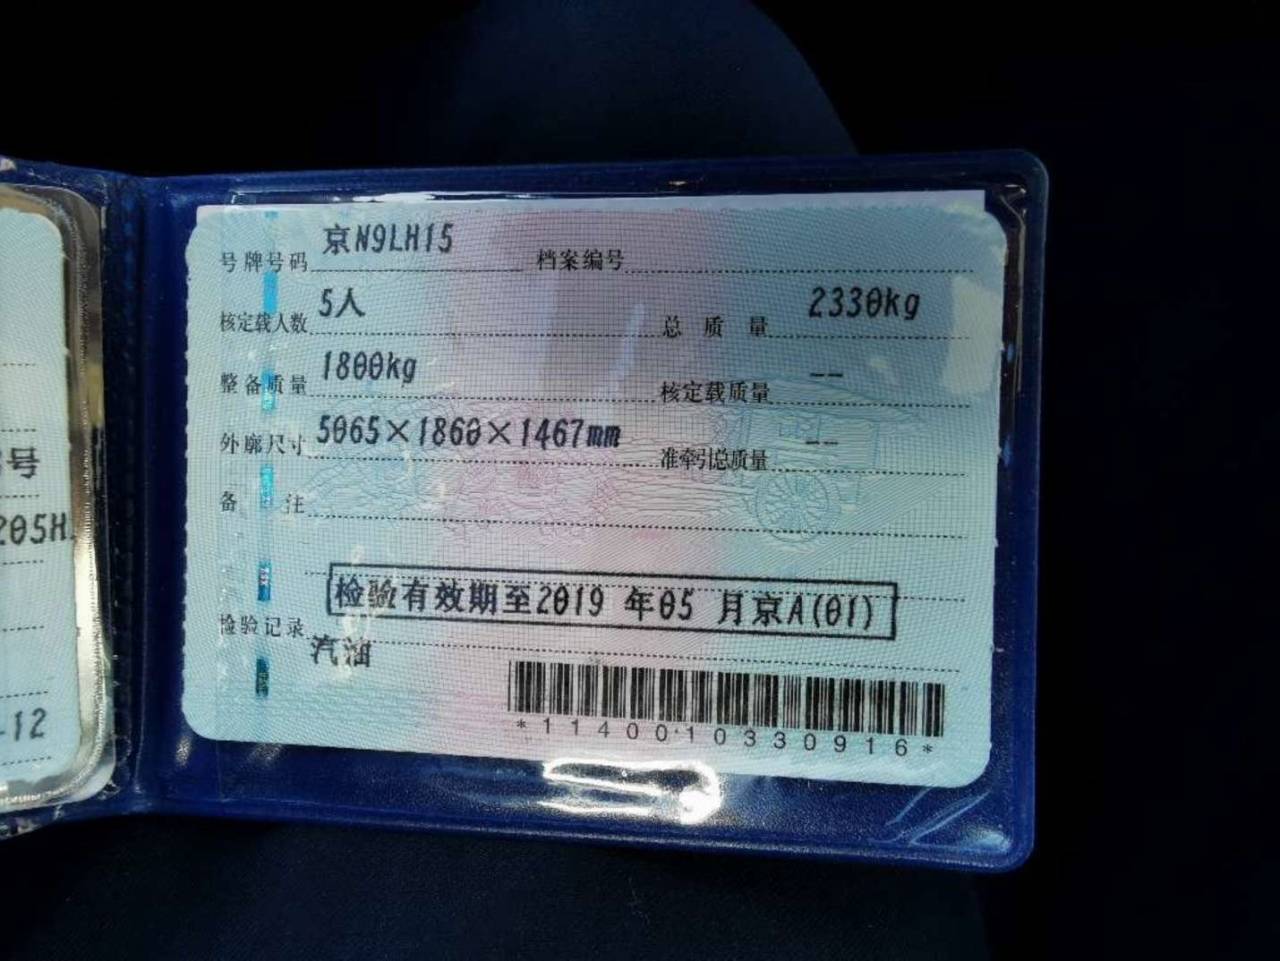 号牌号码 京N9LH15 档案编号
核定载人数 5人 总质量 2330kg
整备质量 1800kg 核定载质量 --
外廓尺寸 5065×1860×1467mm 准牵引总质量 --
备注
检验有效期至2019 年05 月京A(01)
检验记录
汽油
*1140010330916*
号
205H
-12